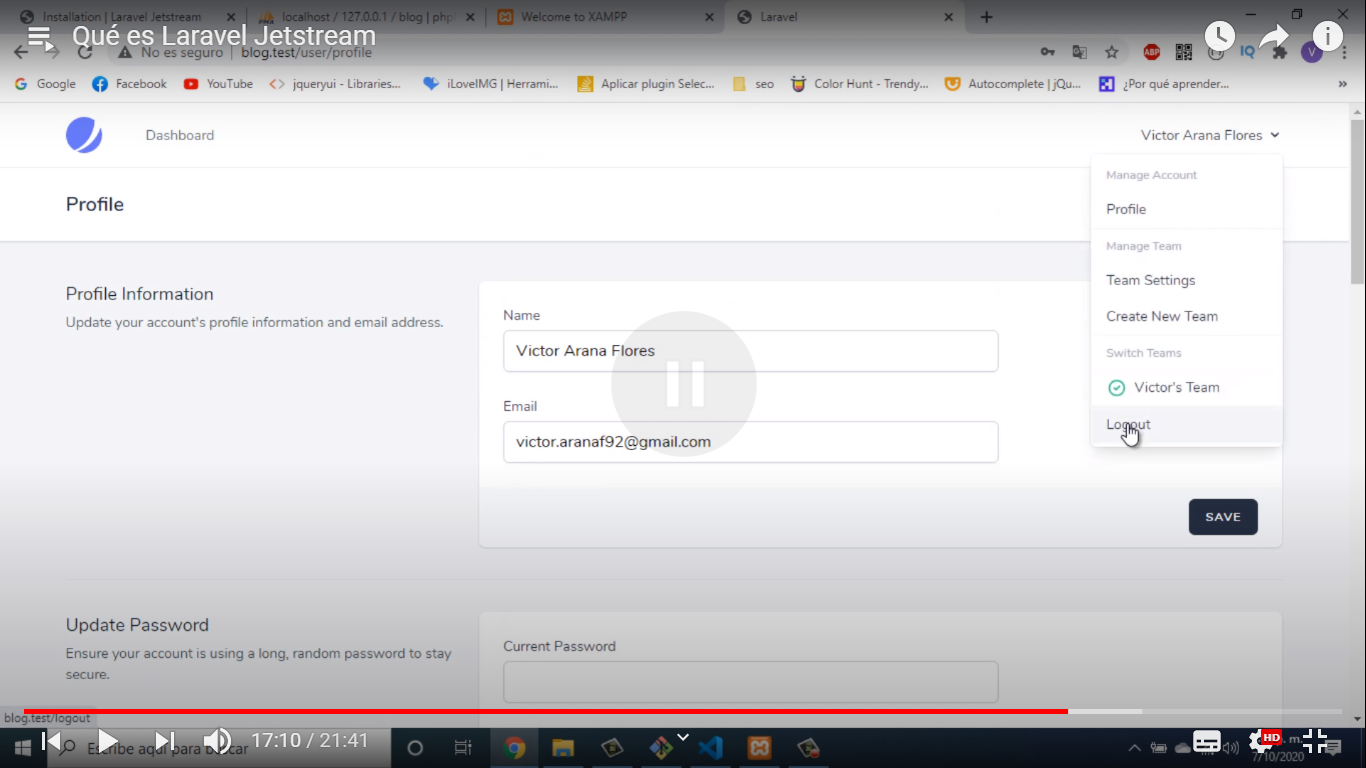 Installation | Laravel Jetstream
localhost / 127.0.0.1 / blog | php
Welcome to XAMPP
Laravel
Qué es Laravel Jetstream
No es seguro | blog.test/user/profile
ABP
IQ
V
Google
Facebook
YouTube
jqueryui - Libraries...
iLoveIMG | Herrami...
Aplicar plugin Selec...
seo
Color Hunt - Trendy...
Autocomplete | jQu...
¿Por qué aprender...
Dashboard
Victor Arana Flores
Manage Account
Profile
Profile
Manage Team
Team Settings
Create New Team
Switch Teams
Victor's Team
Logout
Profile Information
Update your account's profile information and email address.
Name
Victor Arana Flores
Email
victor.aranaf92@gmail.com
SAVE
Update Password
Ensure your account is using a long, random password to stay
secure.
Current Password
blog.test/logout
Escribe aquí para buscar
17:10 / 21:41
HD
7/10/2020